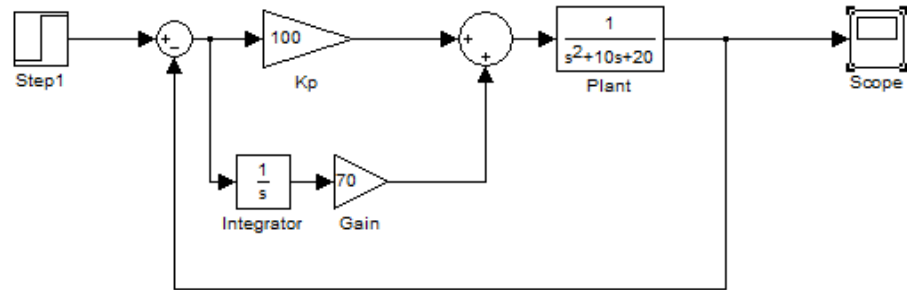 +
−
100
+
+
1
s²+10s+20
Step1
Kp
Plant
Scope
1
s
70
Integrator
Gain